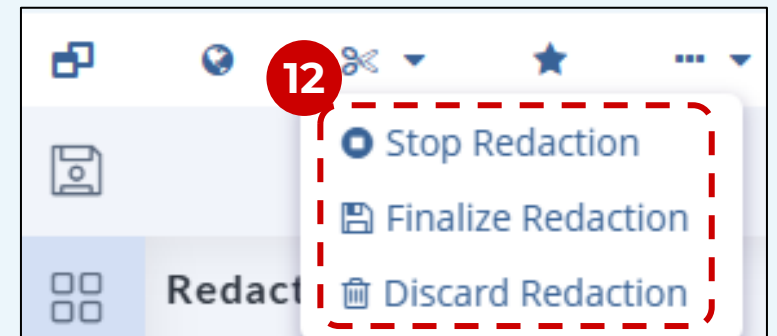 12
Stop Redaction
Finalize Redaction
Redact
Discard Redaction